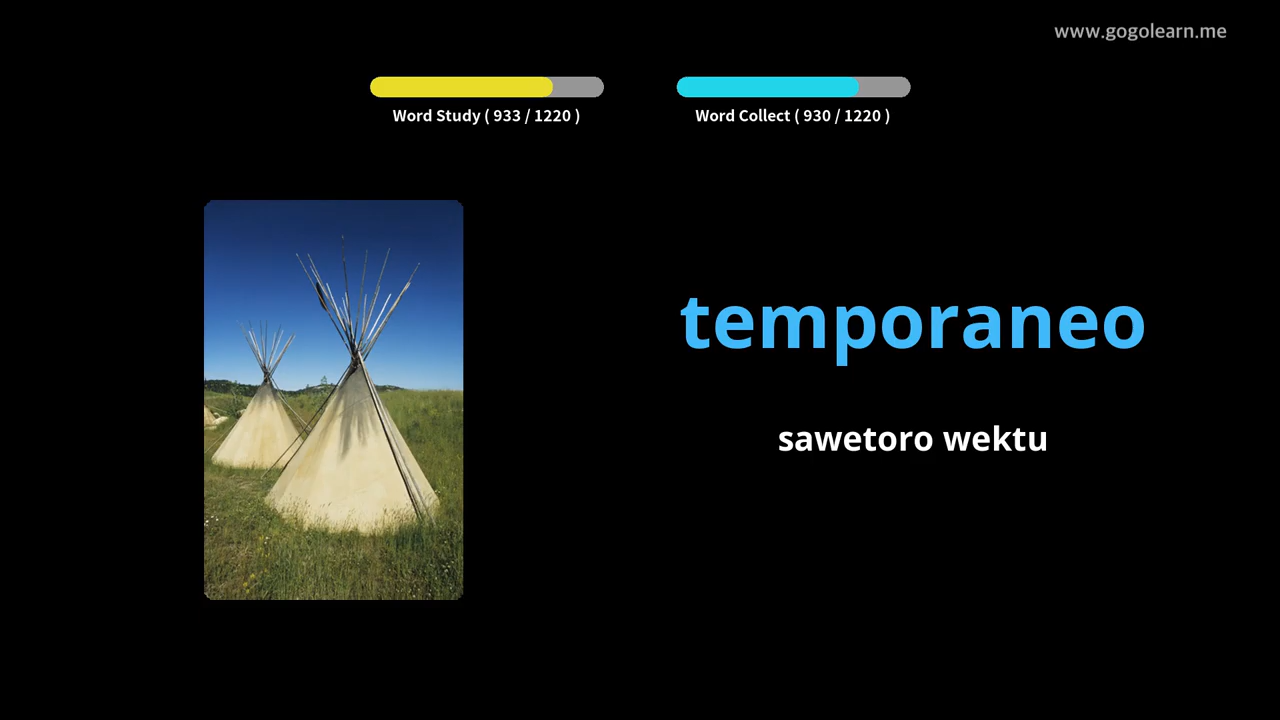 www.gogolearn.me
Word Study ( 933 / 1220 )
Word Collect ( 930 / 1220 )
temporaneo
sawetoro wektu